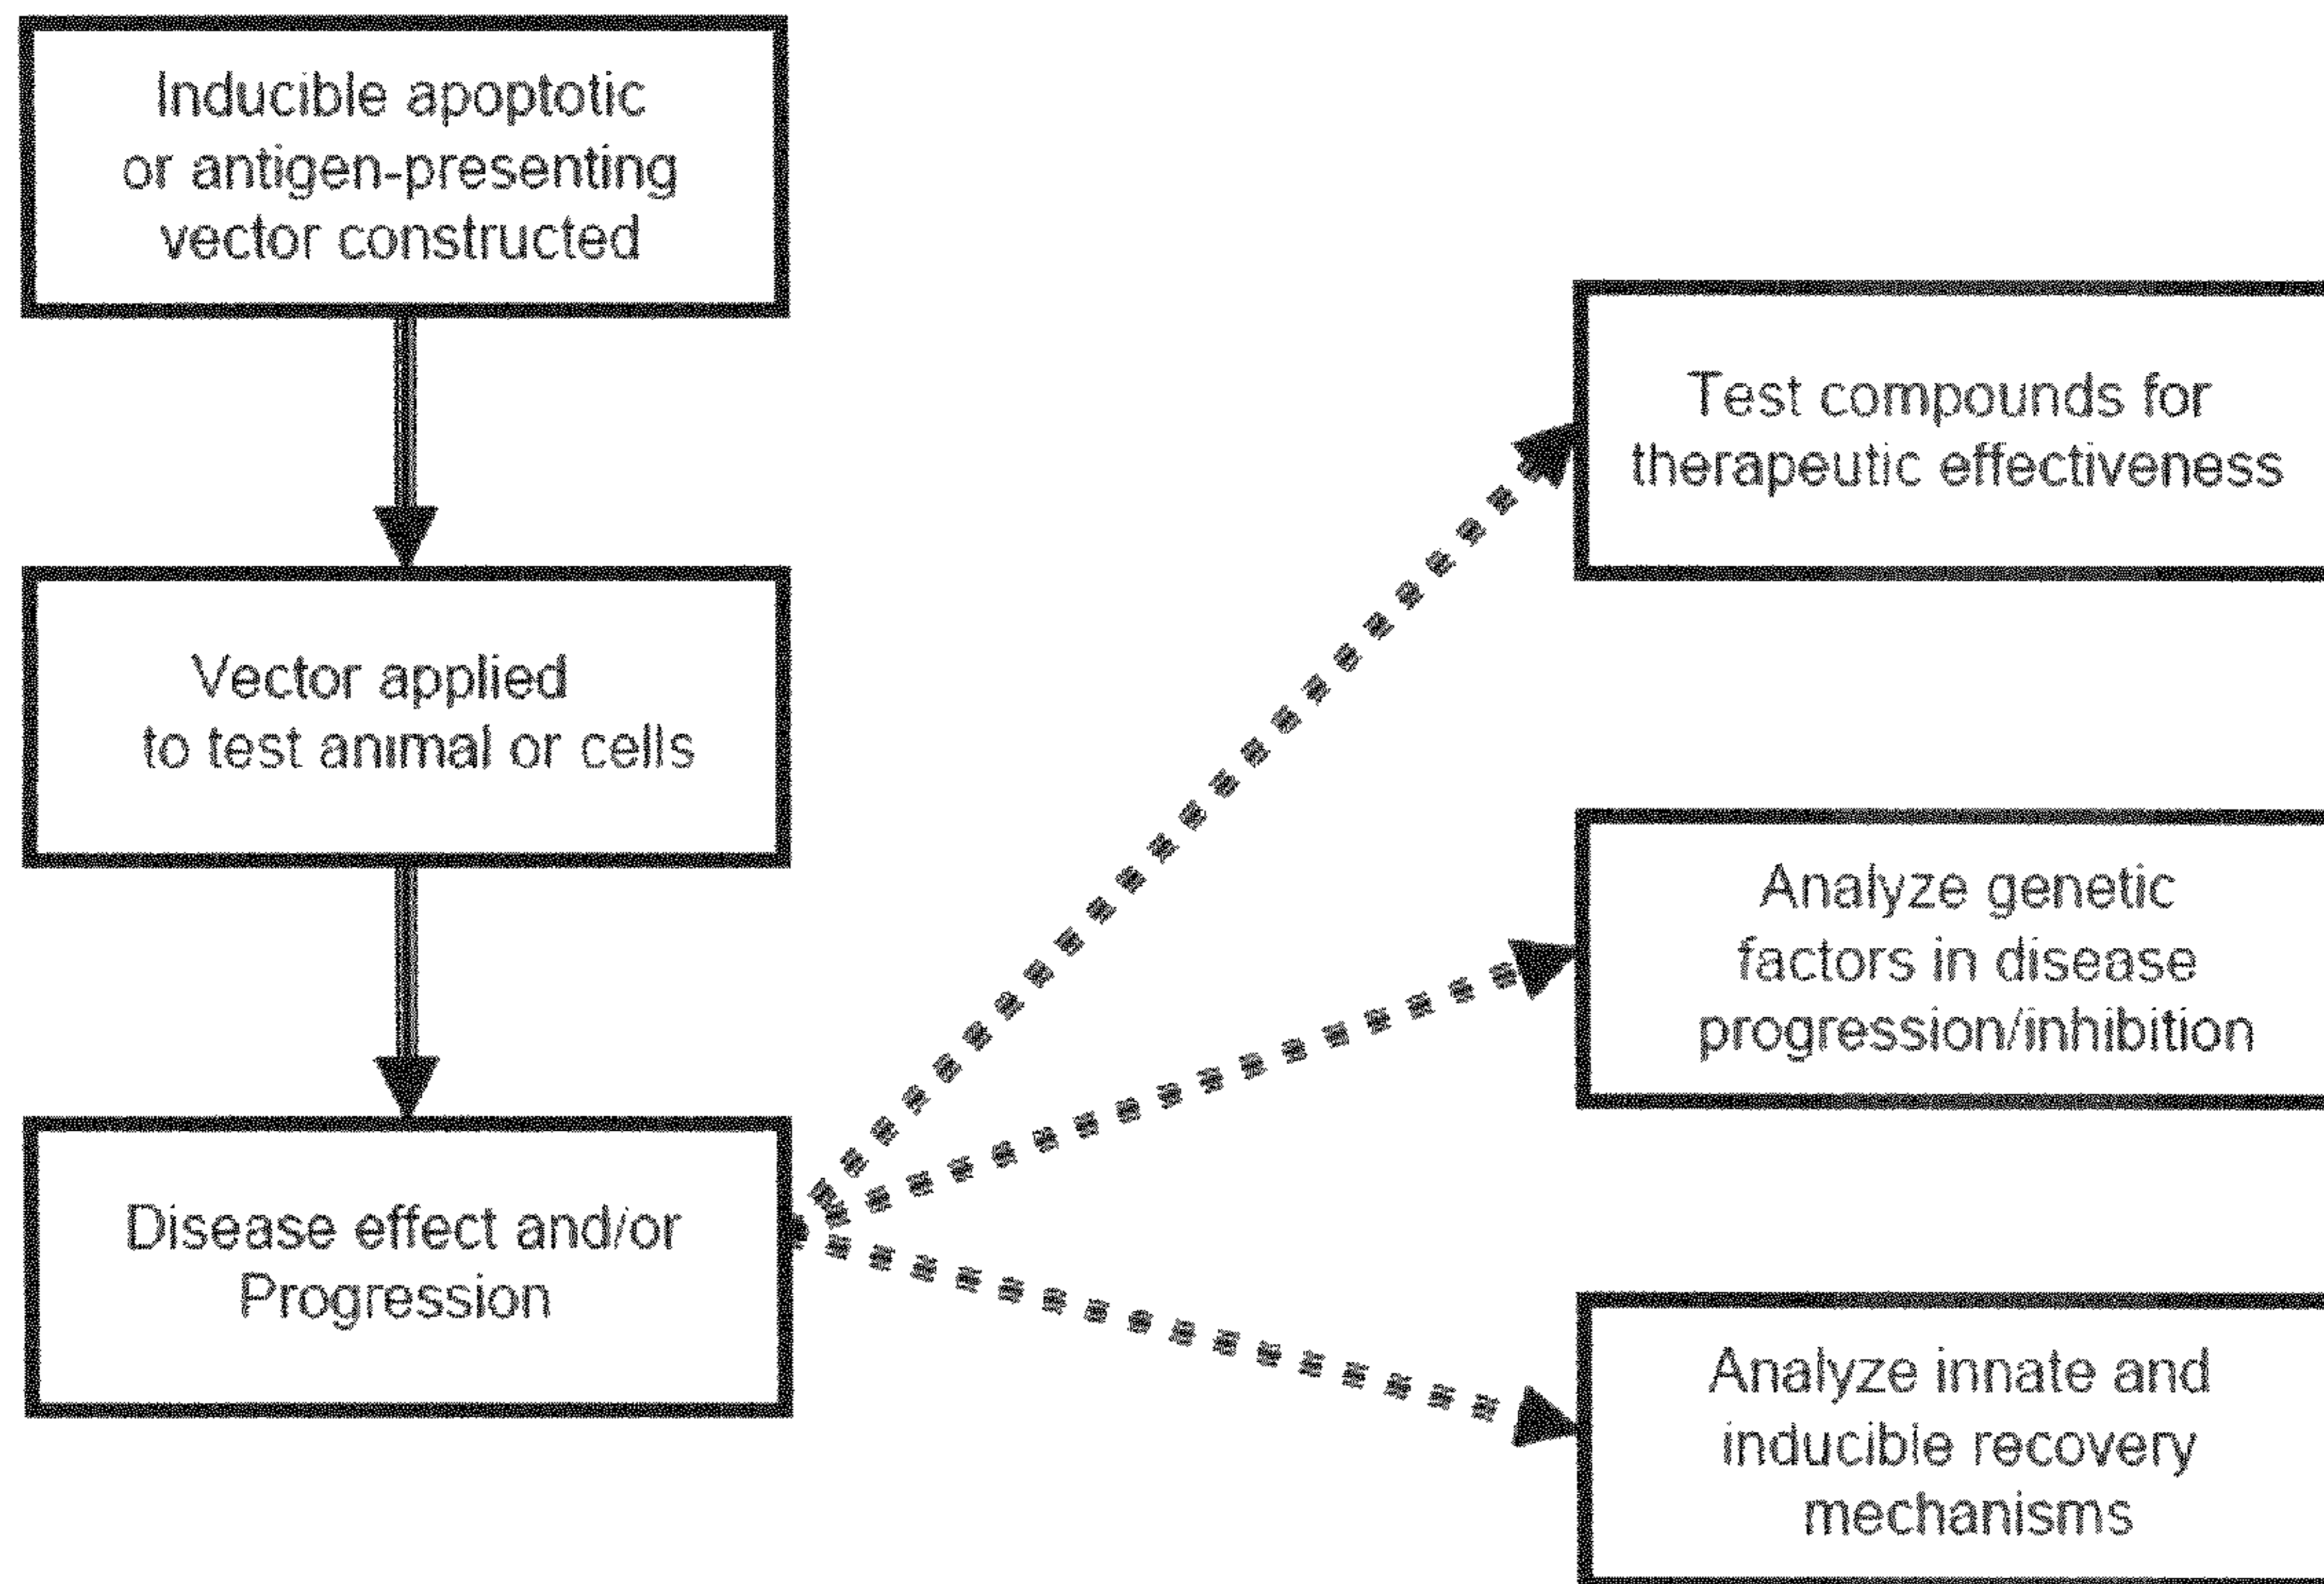 Inducible apoptotic
or antigen-presenting
vector constructed
Vector applied
to test animal or cells
Disease effect and/or
Progression
Test compounds for
therapeutic effectiveness
Analyze genetic
factors in disease
progression/inhibition
Analyze innate and
inducible recovery
mechanisms